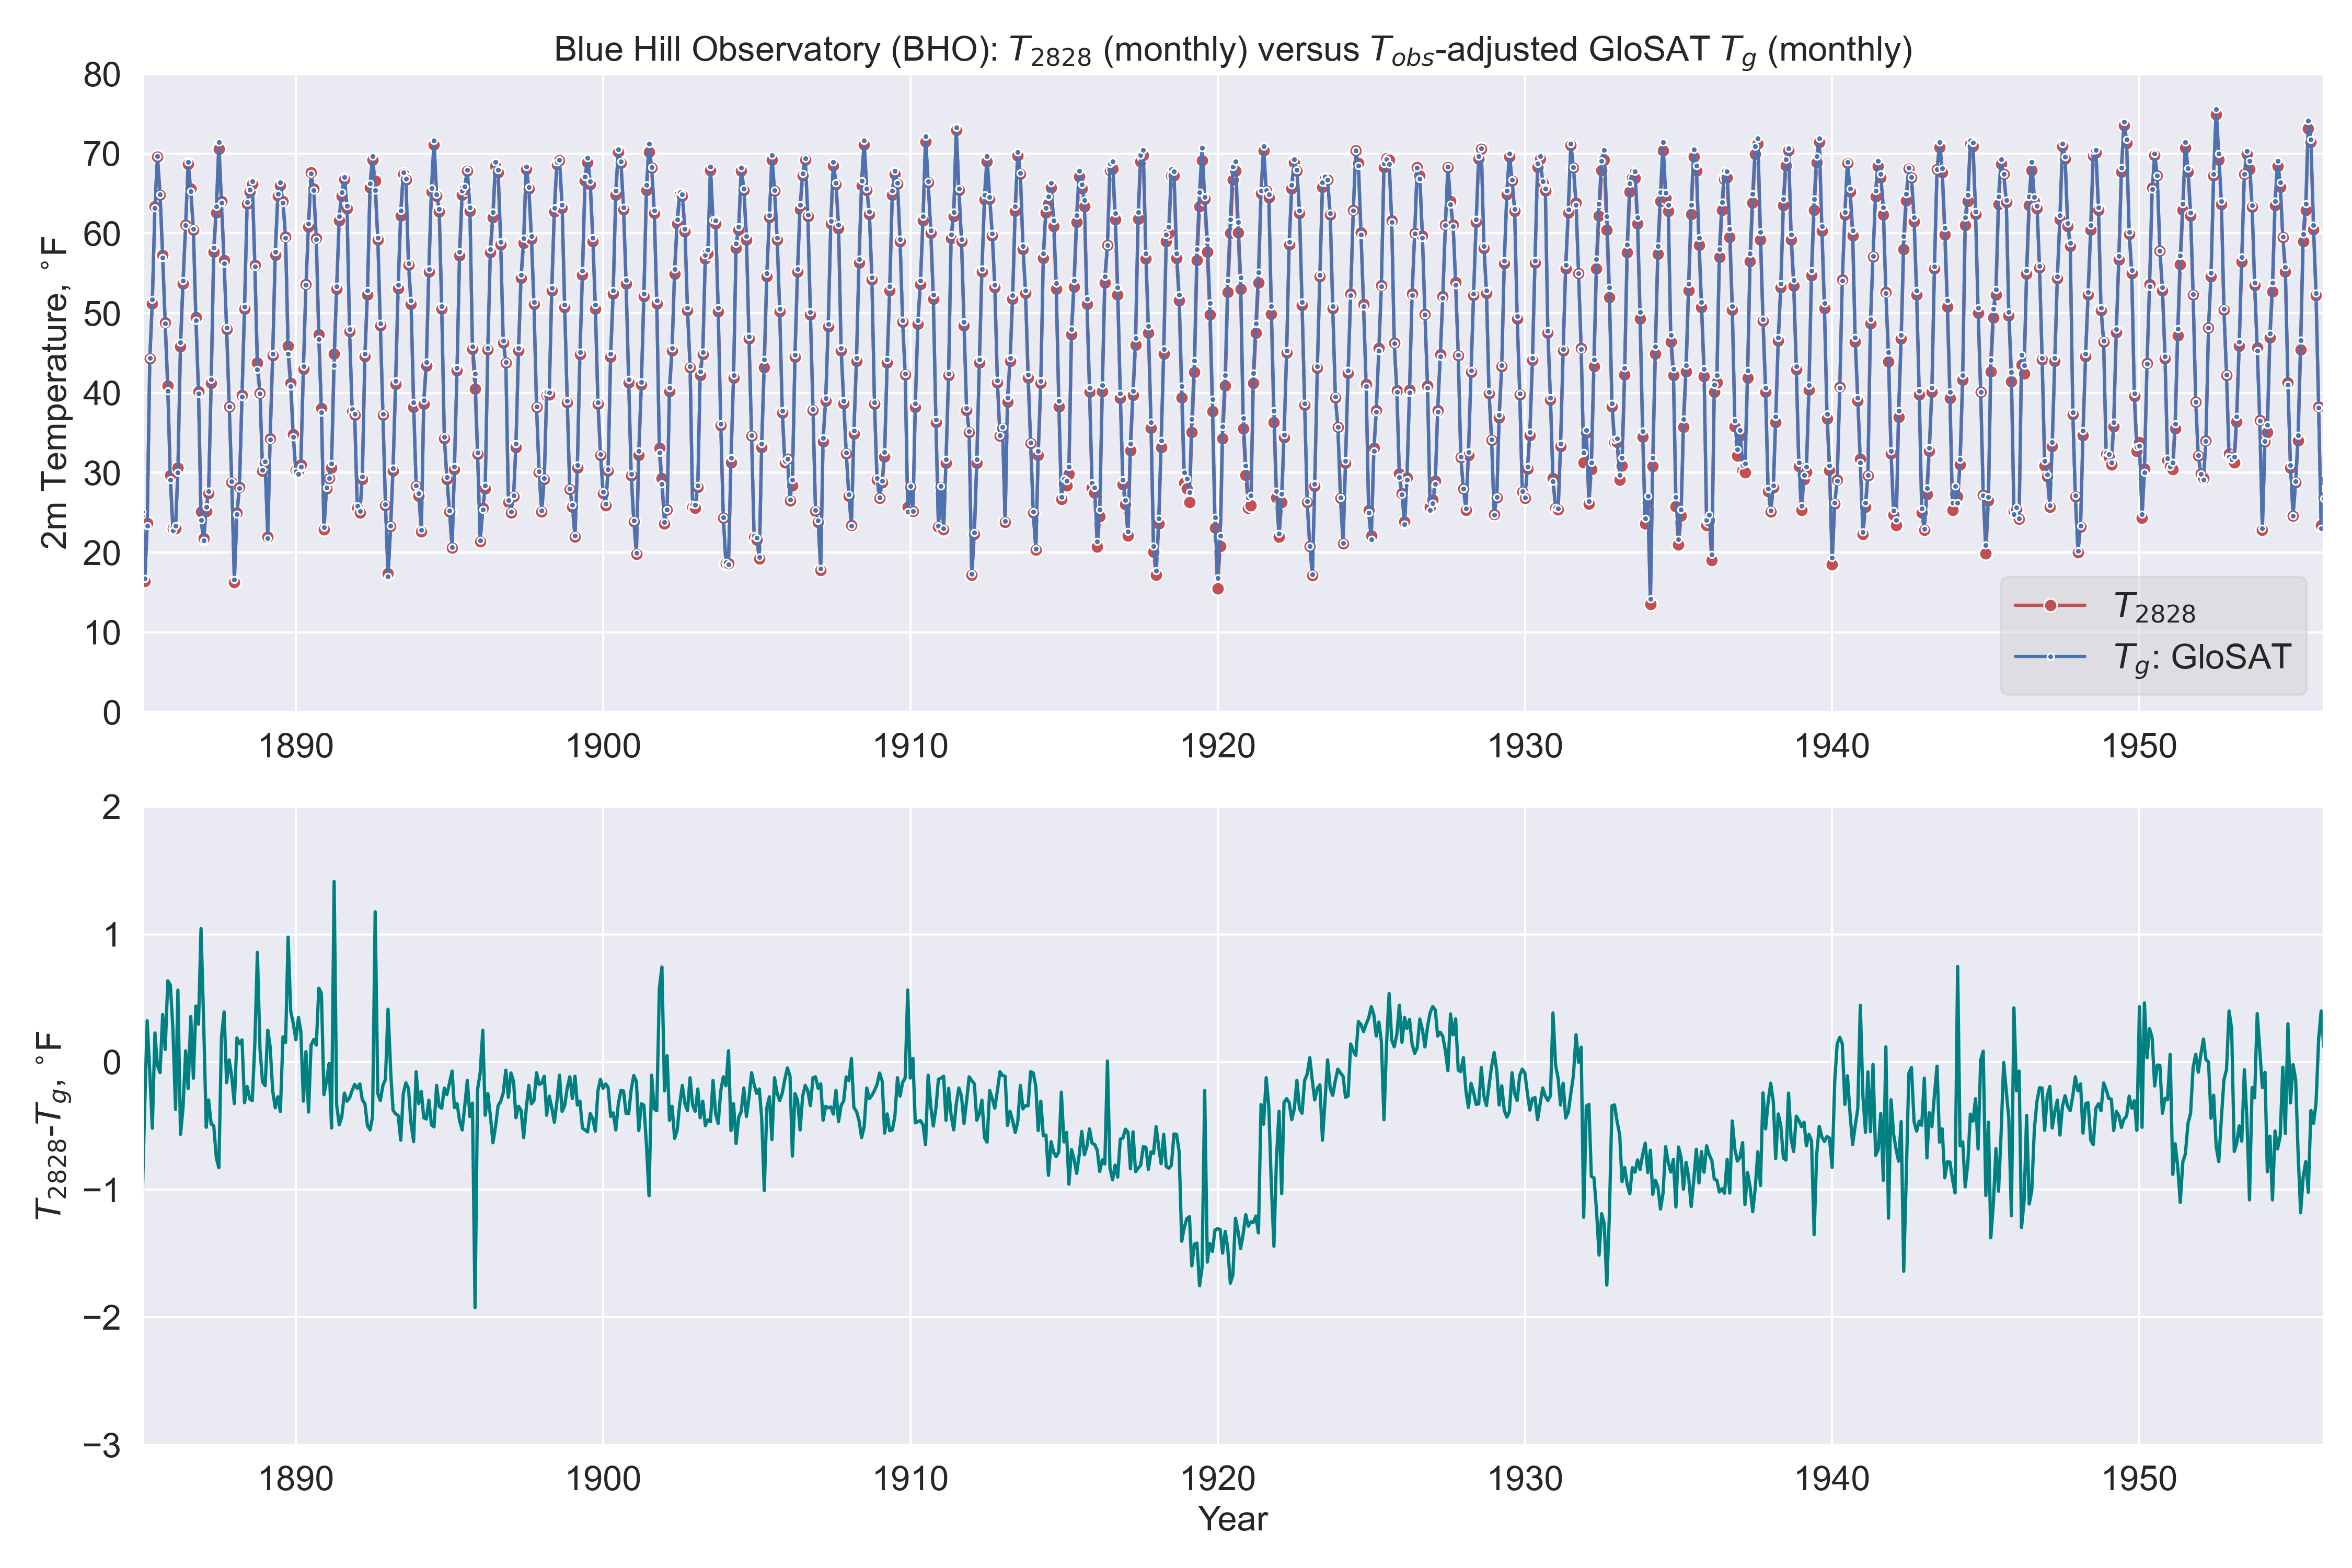 Blue Hill Observatory (BHO): T2828 (monthly) versus Tobs-adjusted GloSAT Tg (monthly)
80
70
60
50
40
30
20
10
0
2m Temperature, °F
1890 1900 1910 1920 1930 1940 1950
T2828
Tg: GloSAT
2
1
0
−1
−2
−3
T2828-Tg, °F
1890 1900 1910 1920 1930 1940 1950
Year